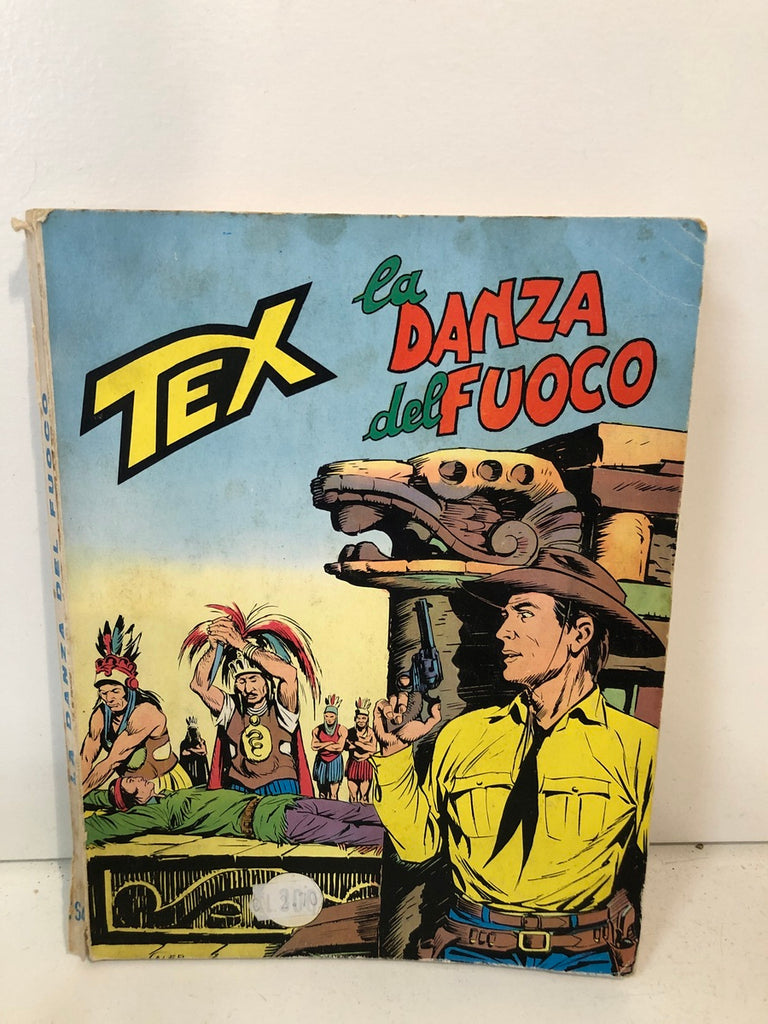 la
DANZA
TEX
del FUOCO
LA DANZA DEL FUOCO